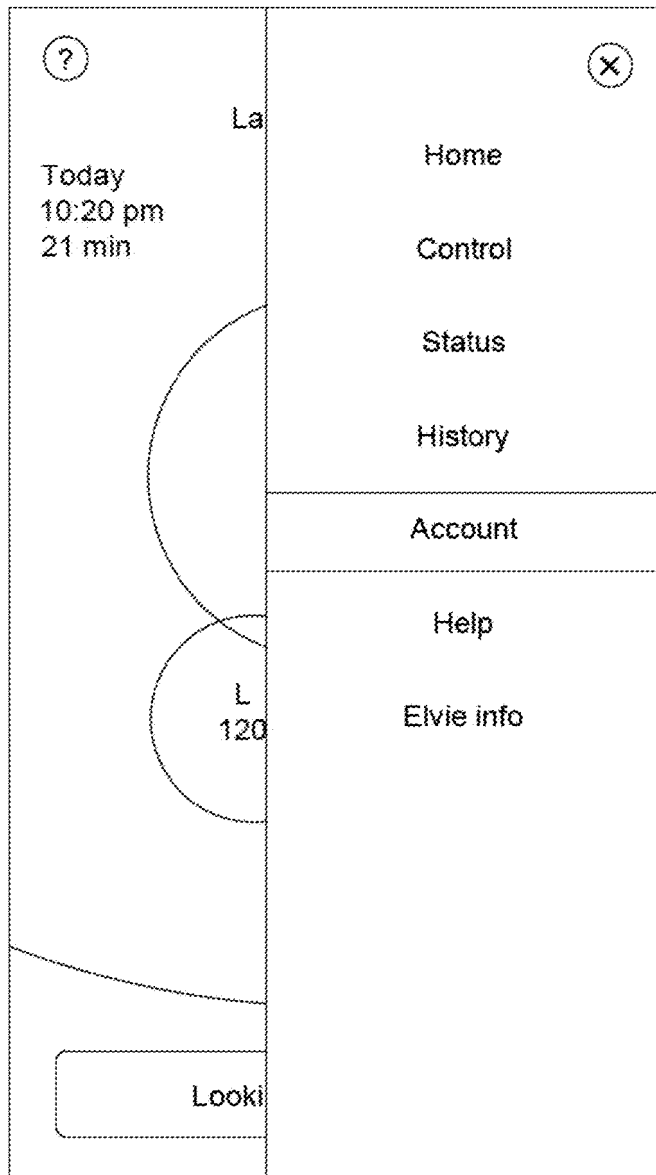 ?
La
Today
10:20 pm
21 min
L
120
Looki
×
Home
Control
Status
History
Account
Help
Elvie info